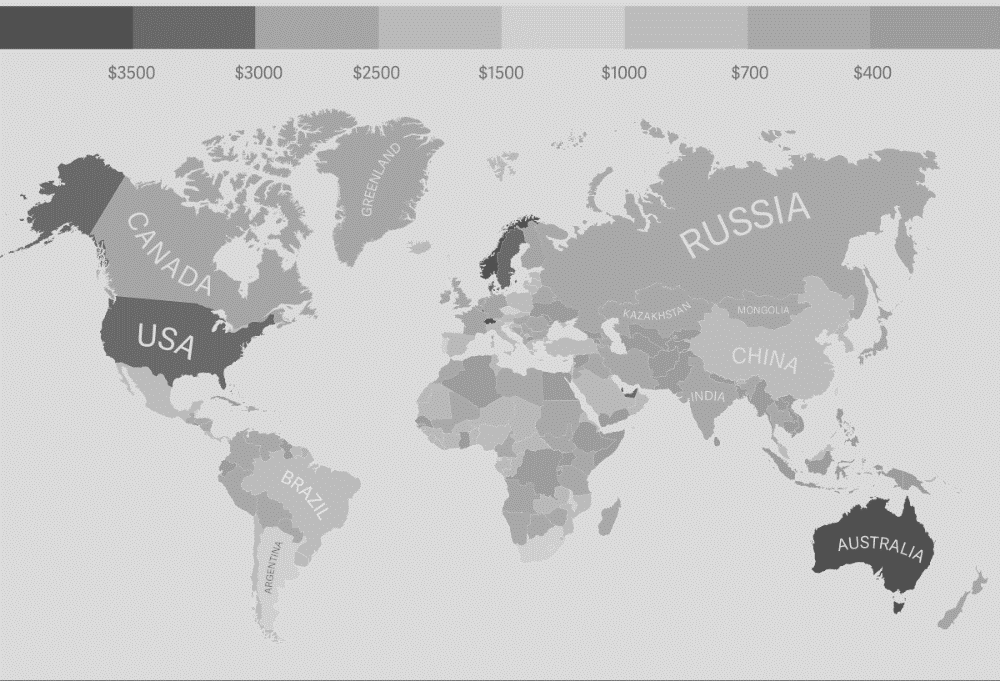 $3500 $3000 $2500 $1500 $1000 $700 $400
GREENLAND
CANADA
RUSSIA
USA
KAZAKHSTAN
MONGOLIA
CHINA
INDIA
BRAZIL
ARGENTINA
AUSTRALIA